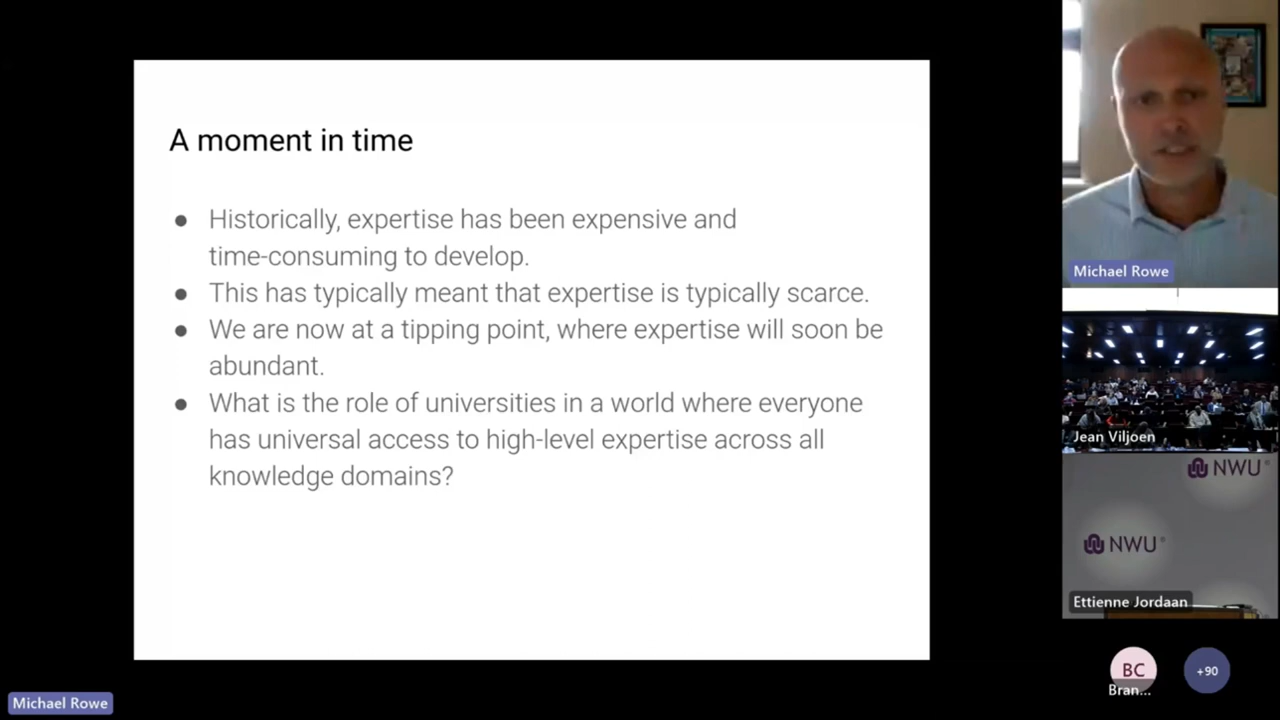 A moment in time
● Historically, expertise has been expensive and
time-consuming to develop.
● This has typically meant that expertise is typically scarce.
● We are now at a tipping point, where expertise will soon be
abundant.
● What is the role of universities in a world where everyone
has universal access to high-level expertise across all
knowledge domains?
Michael Rowe
Jean Viljoen
NWU®
NWU®
Ettienne Jordaan
BC
Bran...
+90
Michael Rowe